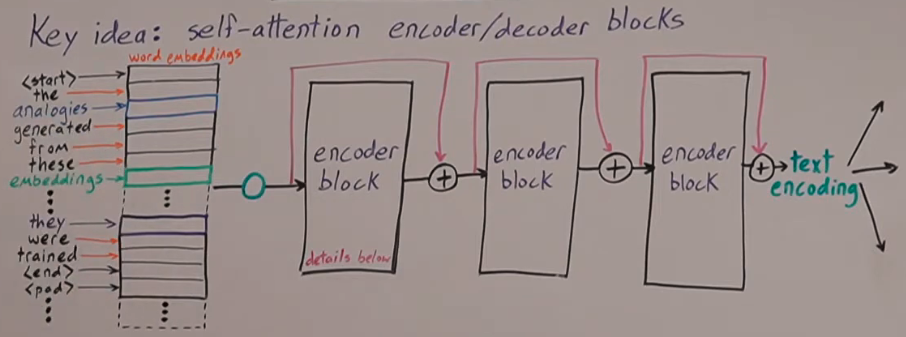 Key idea: self-attention encoder/decoder blocks
word embeddings
<start>
the
analogies
generated
from
these
embeddings
they
were
trained
<end>
<pad>
encoder
block
details below
+
encoder
block
+
encoder
block
+
text
encoding